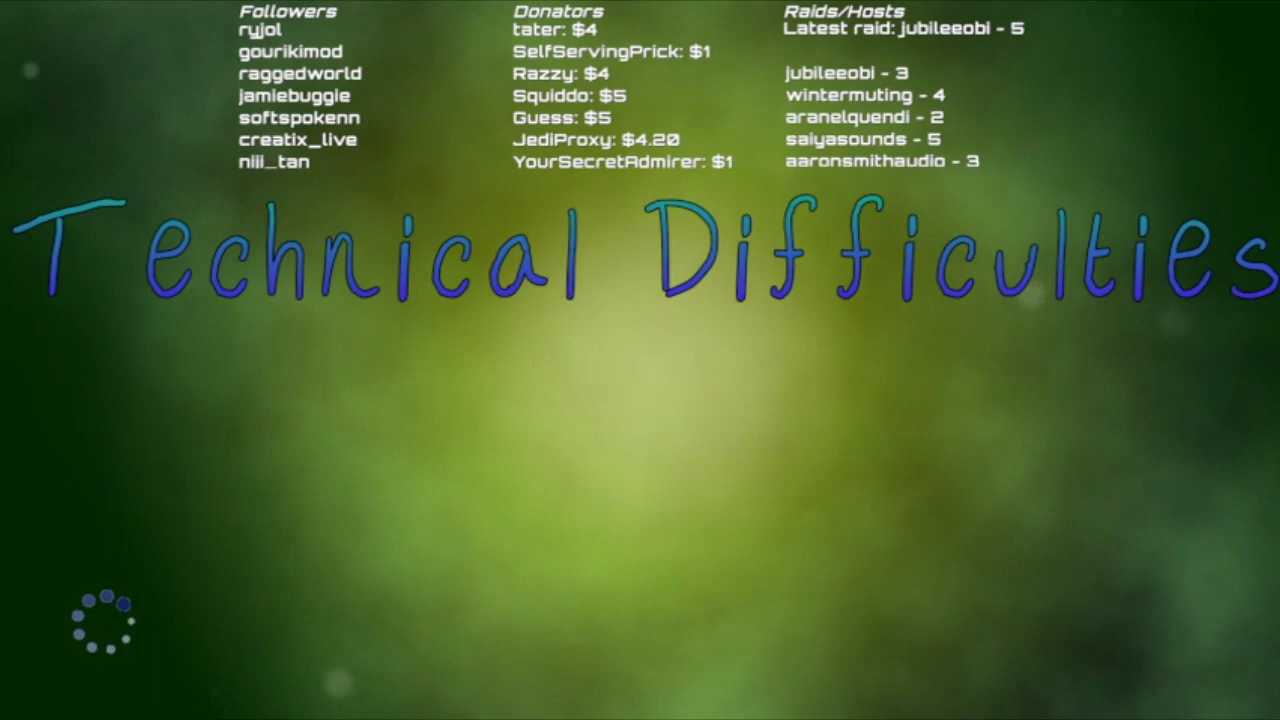 Followers
ryjol
gourikimod
raggedworld
jamiebuggie
softspokenn
creatix_live
niii_tan
Donators
tater: $4
SelfServingPrick: $1
Razzy: $4
Squiddo: $5
Guess: $5
JediProxy: $4.20
YourSecretAdmirer: $1
Raids/Hosts
Latest raid: jubileeobi - 5
jubileeobi - 3
wintermuting - 4
aranelquendi - 2
saiyasounds - 5
aaronsmithaudio - 3
Technical Difficulties